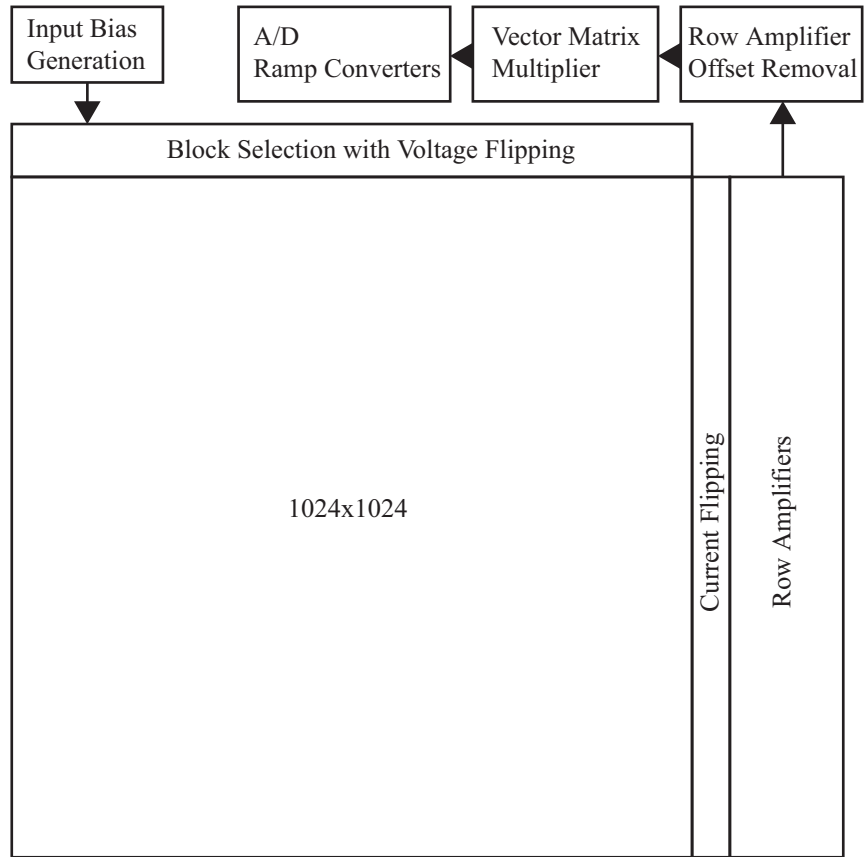 Input Bias
Generation
A/D
Ramp Converters
Vector Matrix
Multiplier
Row Amplifier
Offset Removal
Block Selection with Voltage Flipping
1024x1024
Current Flipping
Row Amplifiers